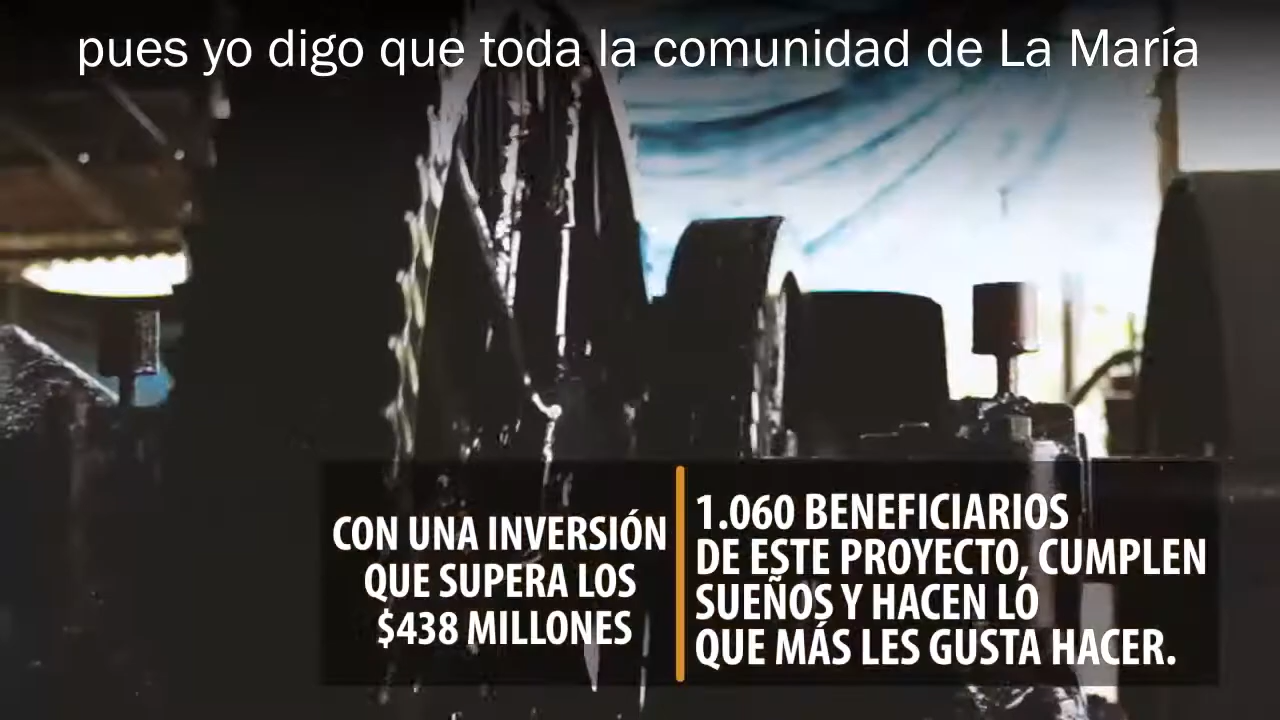 pues yo digo que toda la comunidad de La María
CON UNA INVERSIÓN
QUE SUPERA LOS
$438 MILLONES
1.060 BENEFICIARIOS
DE ESTE PROYECTO, CUMPLEN
SUEÑOS Y HACEN LO
QUE MÁS LES GUSTA HACER.